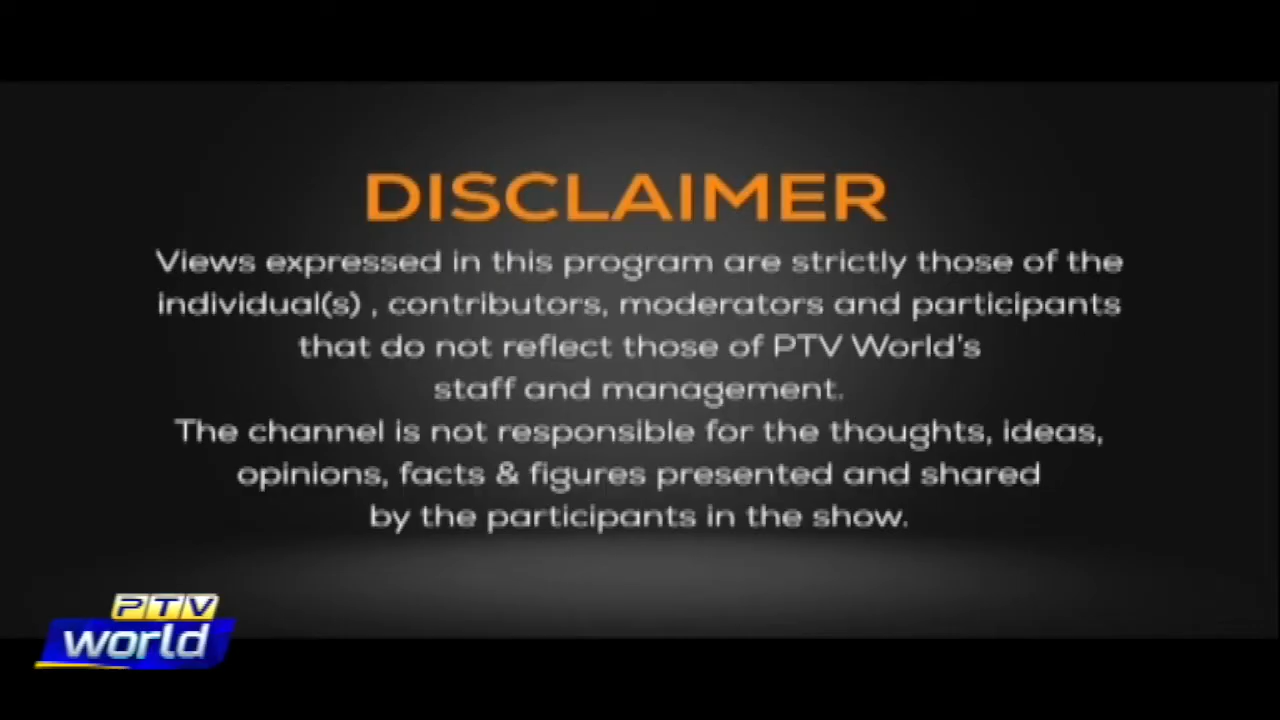 DISCLAIMER
Views expressed in this program are strictly those of the
individual(s) , contributors, moderators and participants
that do not reflect those of PTV World's
staff and management.
The channel is not responsible for the thoughts, ideas,
opinions, facts & figures presented and shared
by the participants in the show.
PTV
world